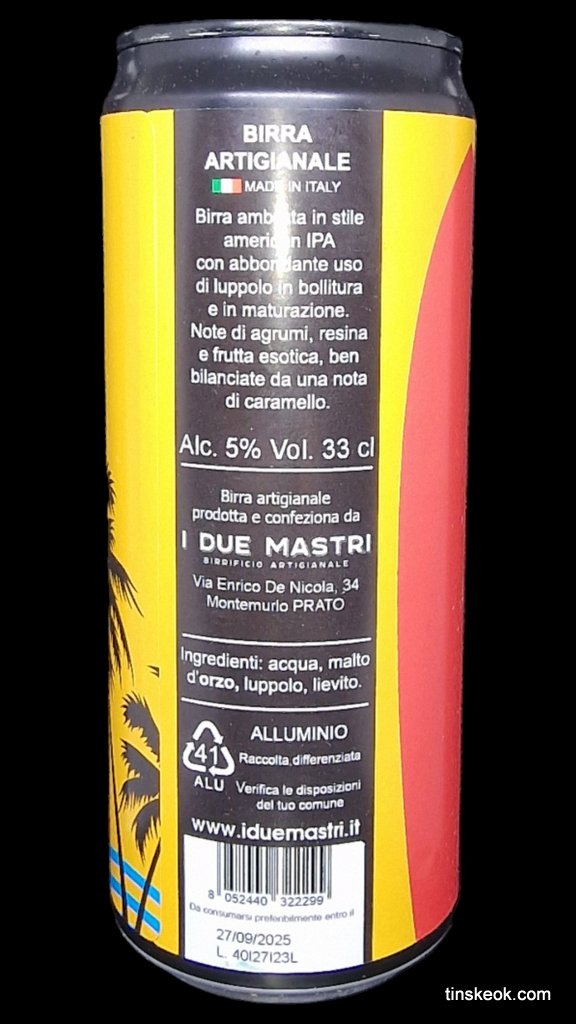 BIRRA
ARTIGIANALE
MADE IN ITALY
Birra ambrata in stile
american IPA
con abbondante uso
di luppolo in bollitura
e in maturazione.
Note di agrumi, resina
e frutta esotica, ben
bilanciate da una nota
di caramello.
Alc. 5% Vol. 33 cl
Birra artigianale
prodotta e confeziona da
I DUE MASTRI
BIRRIFICIO ARTIGIANALE
Via Enrico De Nicola, 34
Montemurlo PRATO
Ingredienti: acqua, malto
d'orzo, luppolo, lievito.
41
ALU
ALLUMINIO
Raccolta differenziata
Verifica le disposizioni
del tuo comune
www.iduemastri.it
8 052440 322299
Da consumarsi preferibilmente entro il
27/09/2025
L. 40I27I23L
tinskeok.com